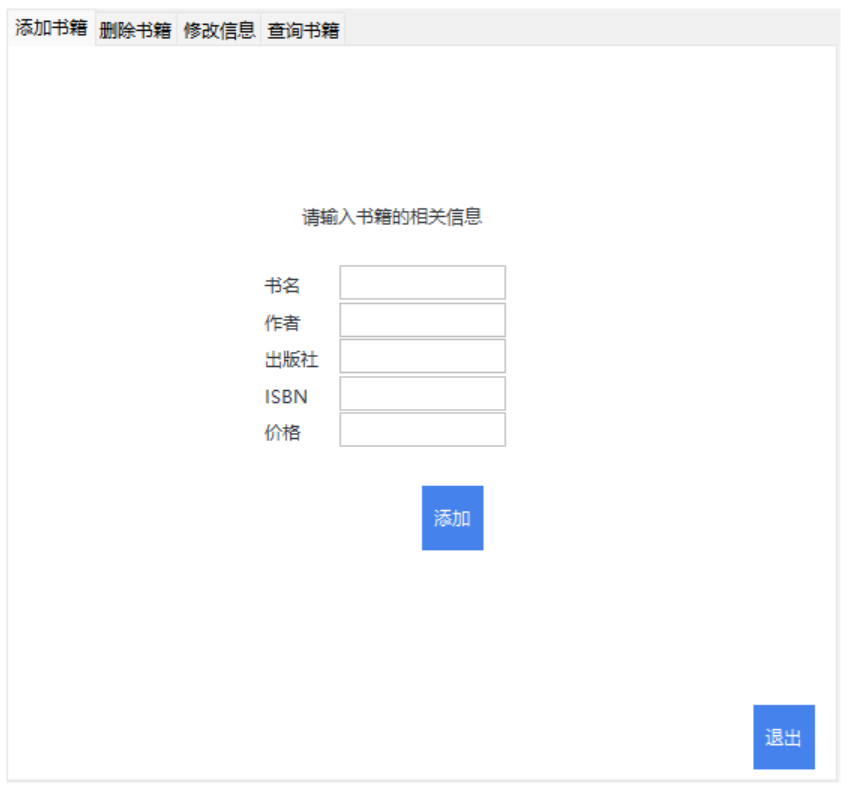 添加书籍 删除书籍 修改信息 查询书籍
请输入书籍的相关信息
书名
作者
出版社
ISBN
价格
添加
退出